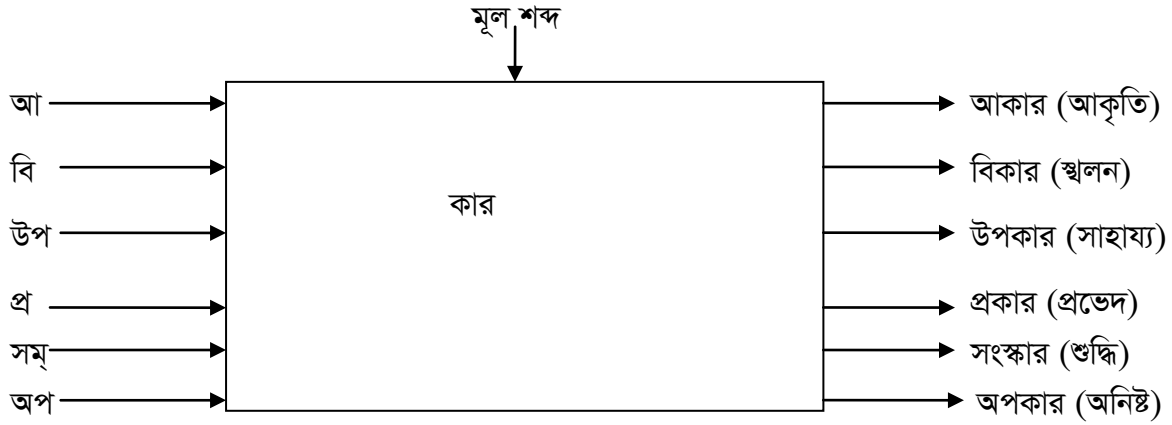 মূল শব্দ
আ আকার (আকৃতি)
বি বিকার (স্খলন)
কার
উপ উপকার (সাহায্য)
প্র প্রকার (প্রভেদ)
সম্ সংস্কার (শুদ্ধি)
অপ অপকার (অনিষ্ট)